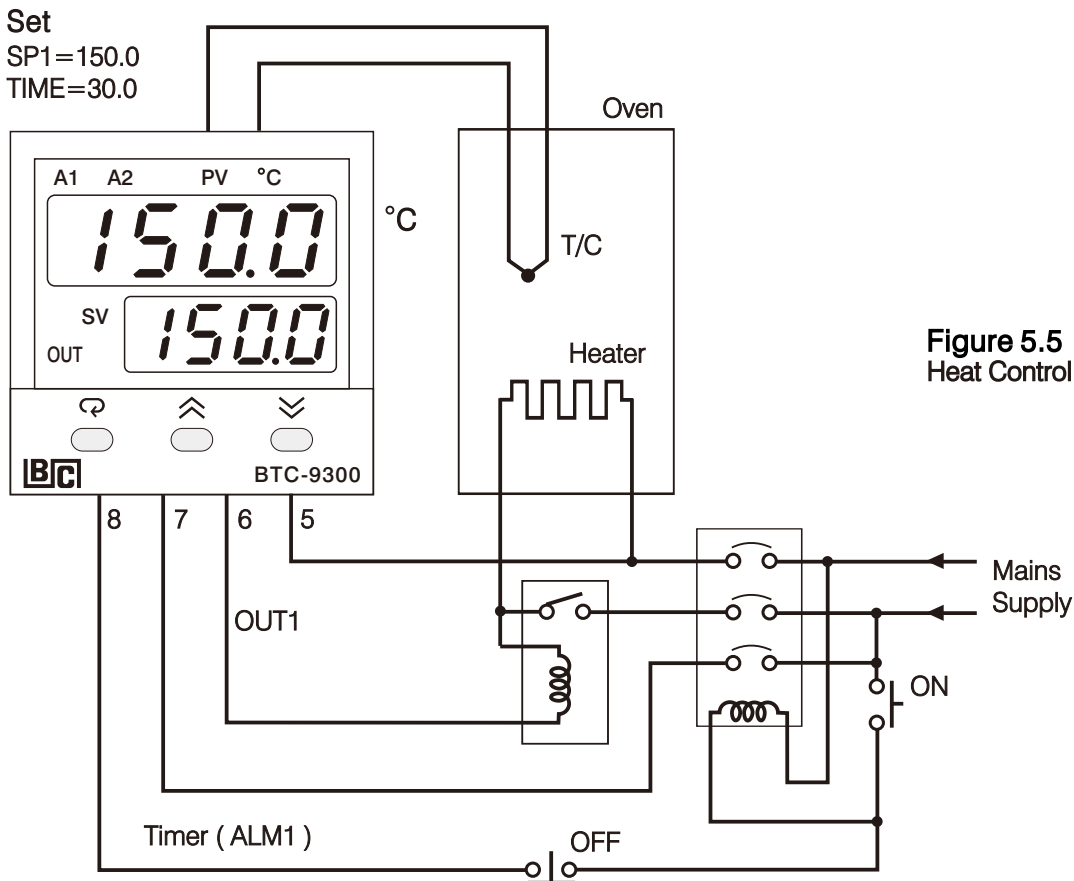 Set
SP1=150.0
TIME=30.0
Oven
A1 A2 PV °C
150.0
°C
T/C
SV
150.0
OUT
Heater
Figure 5.5
Heat Control
BC
BTC-9300
8 7 6 5
Mains
Supply
OUT1
ON
Timer ( ALM1 )
OFF